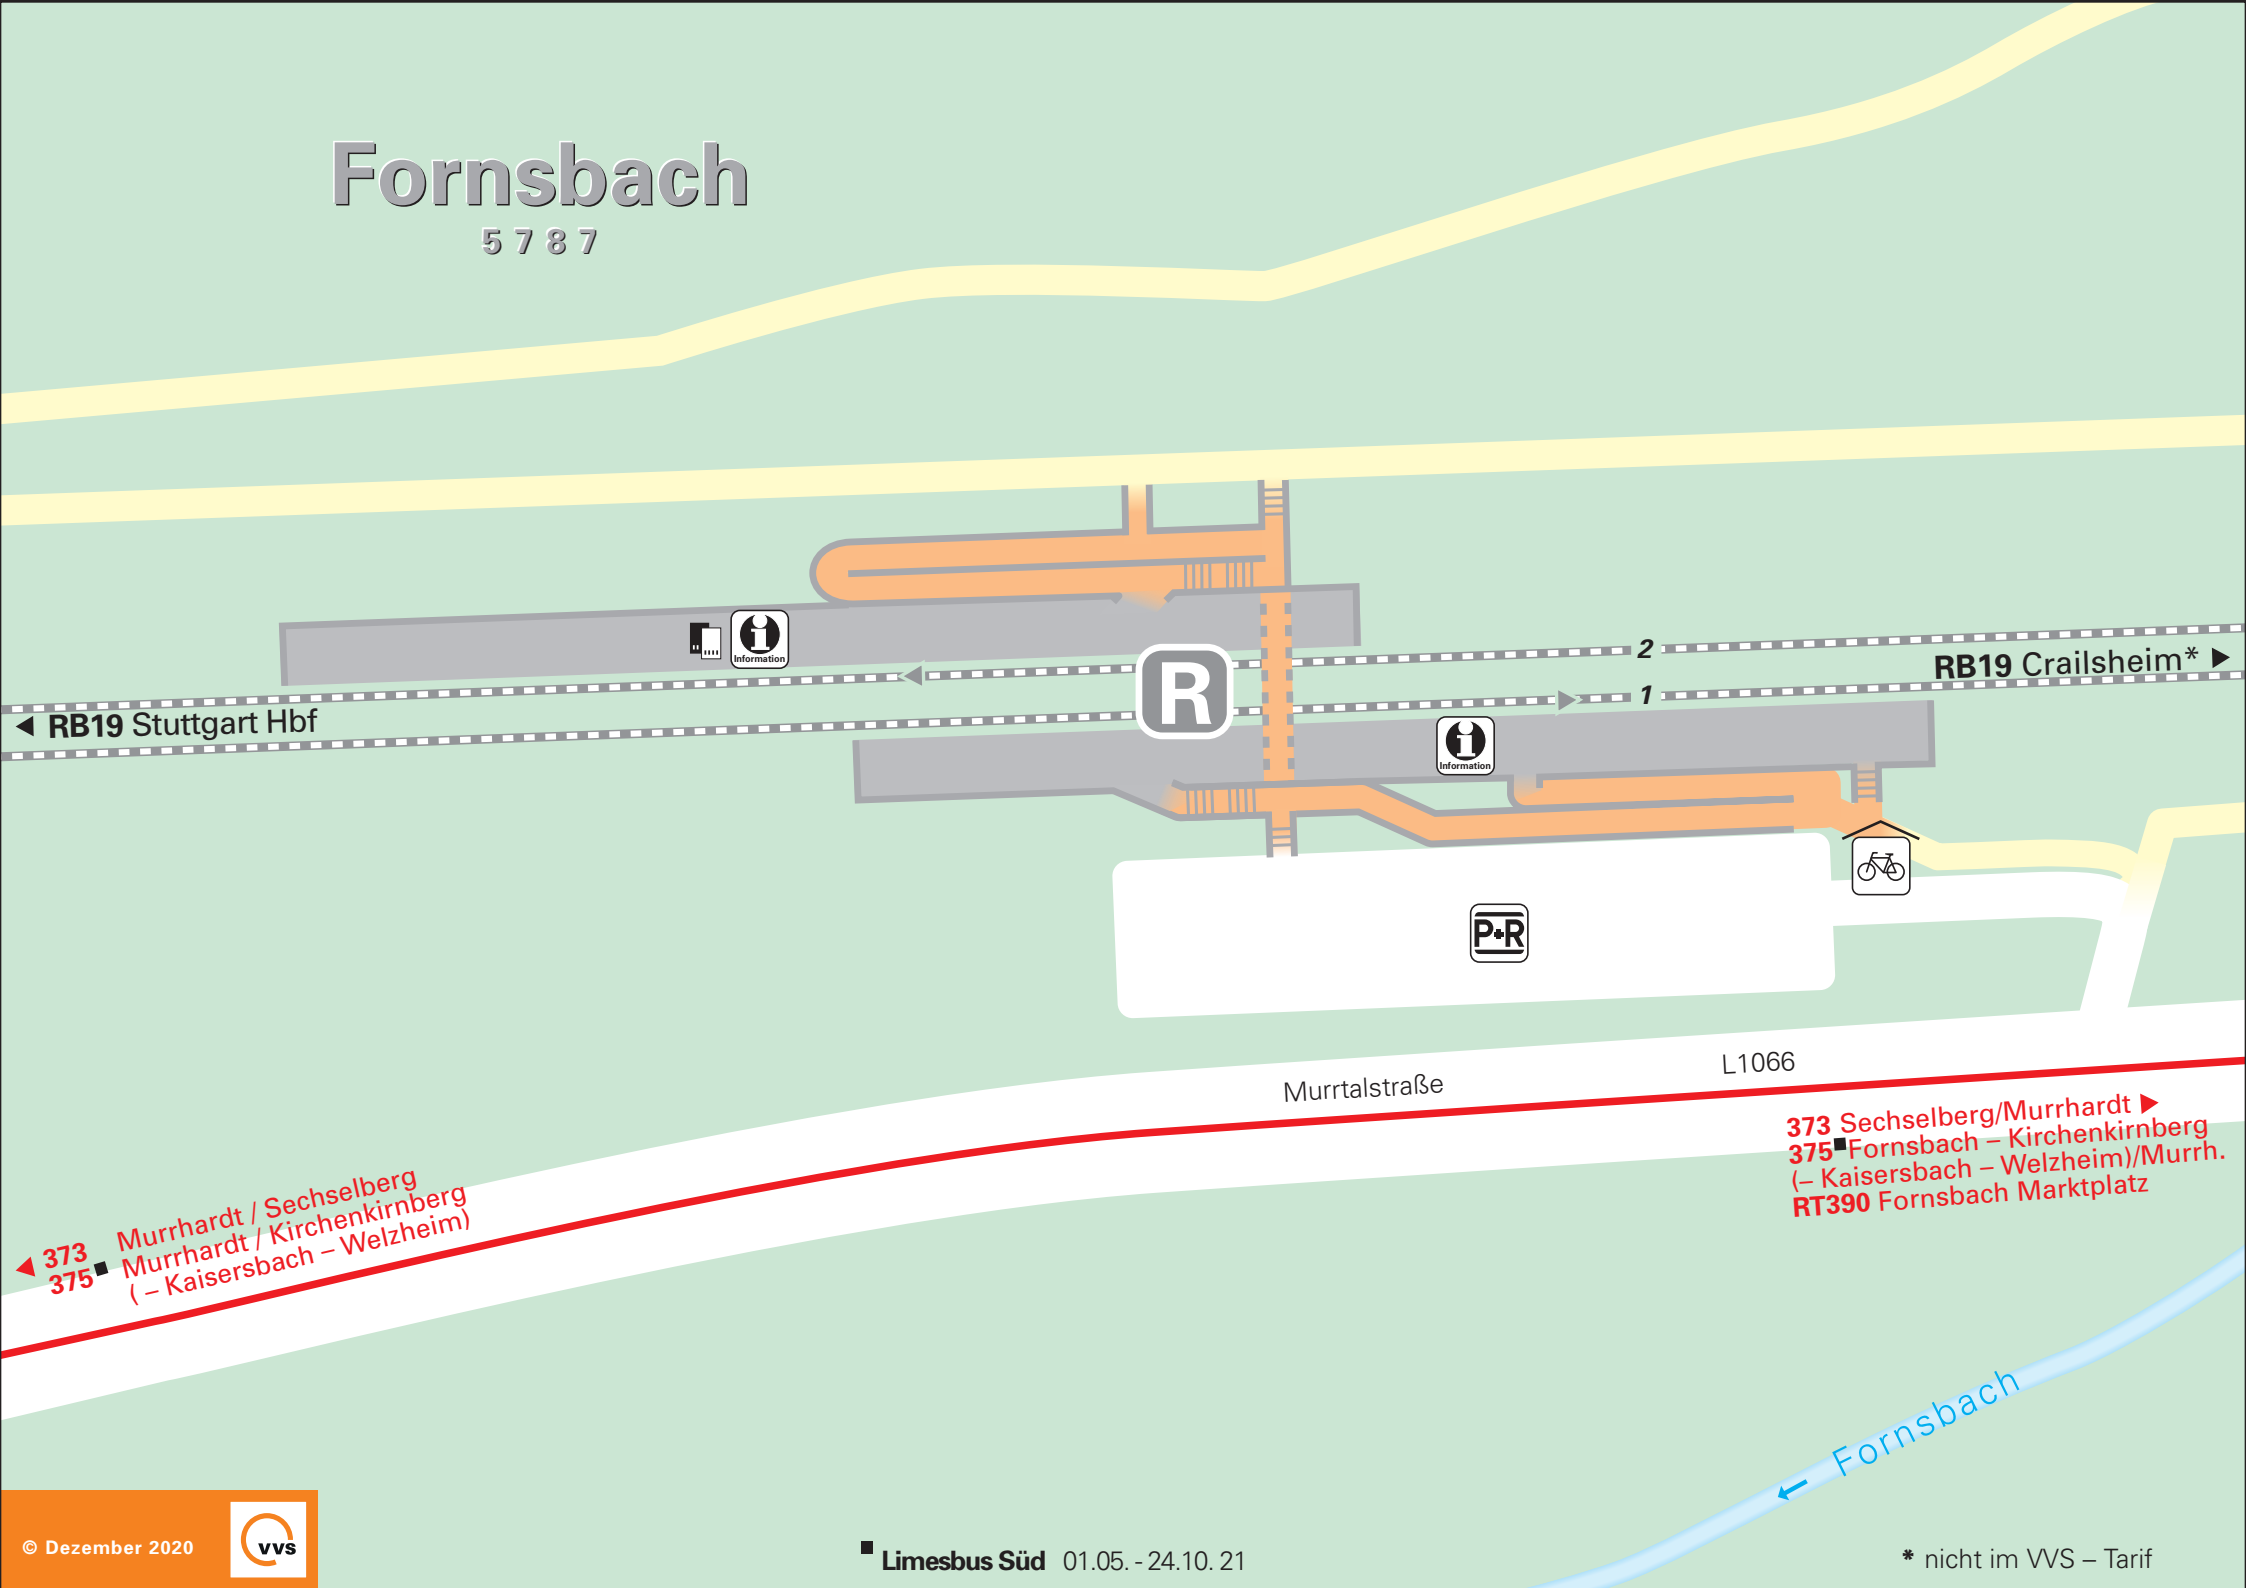 Fornsbach
5787
Information
2
RB19 Crailsheim*
1
RB19 Stuttgart Hbf
R
Information
P+R
L1066
Murrtalstraße
373 Sechselberg/Murrhardt
375■Fornsbach – Kirchenkirnberg
(– Kaisersbach – Welzheim)/Murrh.
RT390 Fornsbach Marktplatz
373 Murrhardt / Sechselberg
375■ Murrhardt / Kirchenkirnberg
( – Kaisersbach – Welzheim)
Fornsbach
© Dezember 2020
VVS
■ Limesbus Süd 01.05. - 24.10. 21
* nicht im VVS – Tarif